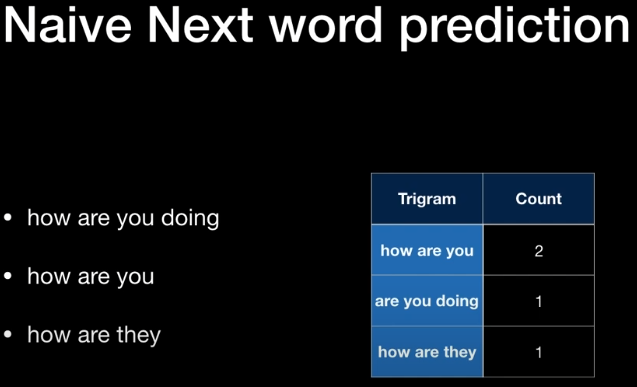 Naive Next word prediction
• how are you doing
• how are you
• how are they
Trigram Count
how are you 2
are you doing 1
how are they 1